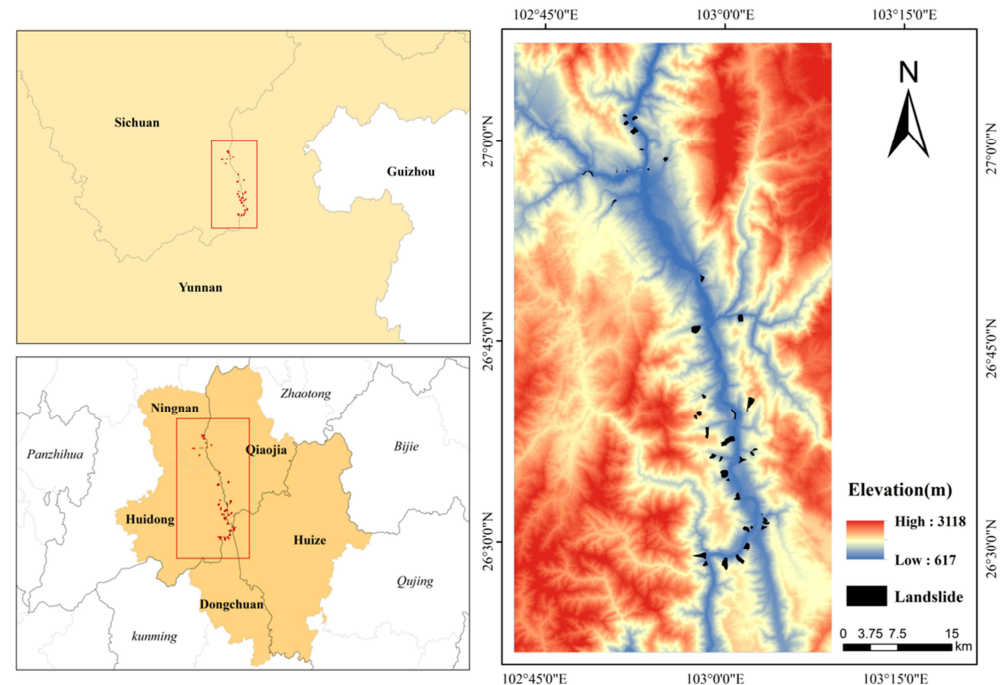 Sichuan
Guizhou
Yunnan
Zhaotong
Ningnan
Panzhihua
Qiaojia
Bijie
Huidong
Huize
Qujing
Dongchuan
kunming
102°45'0"E
103°0'0"E
103°15'0"E
27°0'0"N
27°0'0"N
26°45'0"N
26°45'0"N
26°30'0"N
26°30'0"N
N
Elevation(m)
High : 3118
Low : 617
Landslide
0 3.75 7.5 15
km
102°45'0"E
103°0'0"E
103°15'0"E